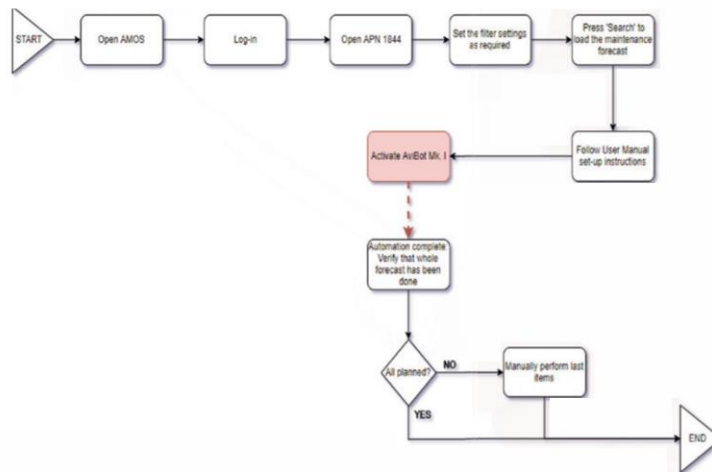 START
Open AMOS
Log-in
Open APN 1844
Set the filter settings
as required
Press 'Search' to
load the maintenance
forecast
Follow User Manual
set-up instructions
Activate AviBot Mk. I
Automation complete
Verify that whole
forecast has been
done
All planned?
NO
Manually perform last
items
YES
END